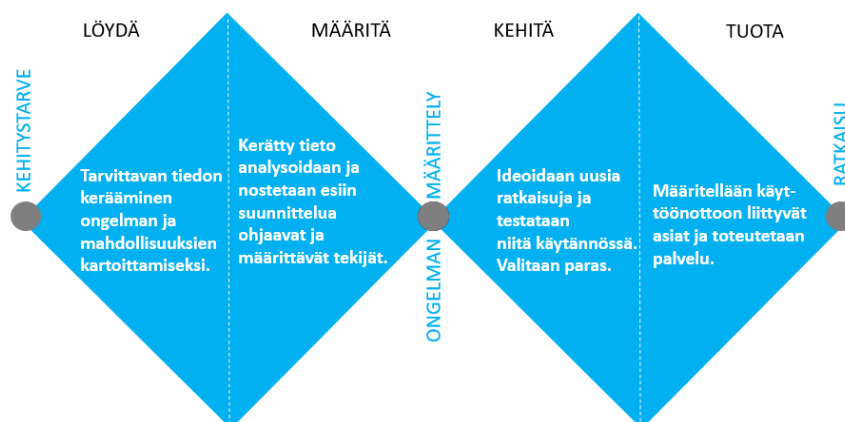 LÖYDÄ
MÄÄRITÄ
KEHITÄ
TUOTA
KEHITYSTARVE
Tarvittavan tiedon
kerääminen
ongelman ja
mahdollisuuksien
kartoittamiseksi.
Kerätty tieto
analysoidaan ja
nostetaan esiin
suunnittelua
ohjaavat ja
määrittävät tekijät.
ONGELMAN MÄÄRITTELY
Ideoidaan uusia
ratkaisuja ja
testataan
niitä käytännössä.
Valitaan paras.
Määritellään käyt-
töönottoon liittyvät
asiat ja toteutetaan
palvelu.
RATKAISU